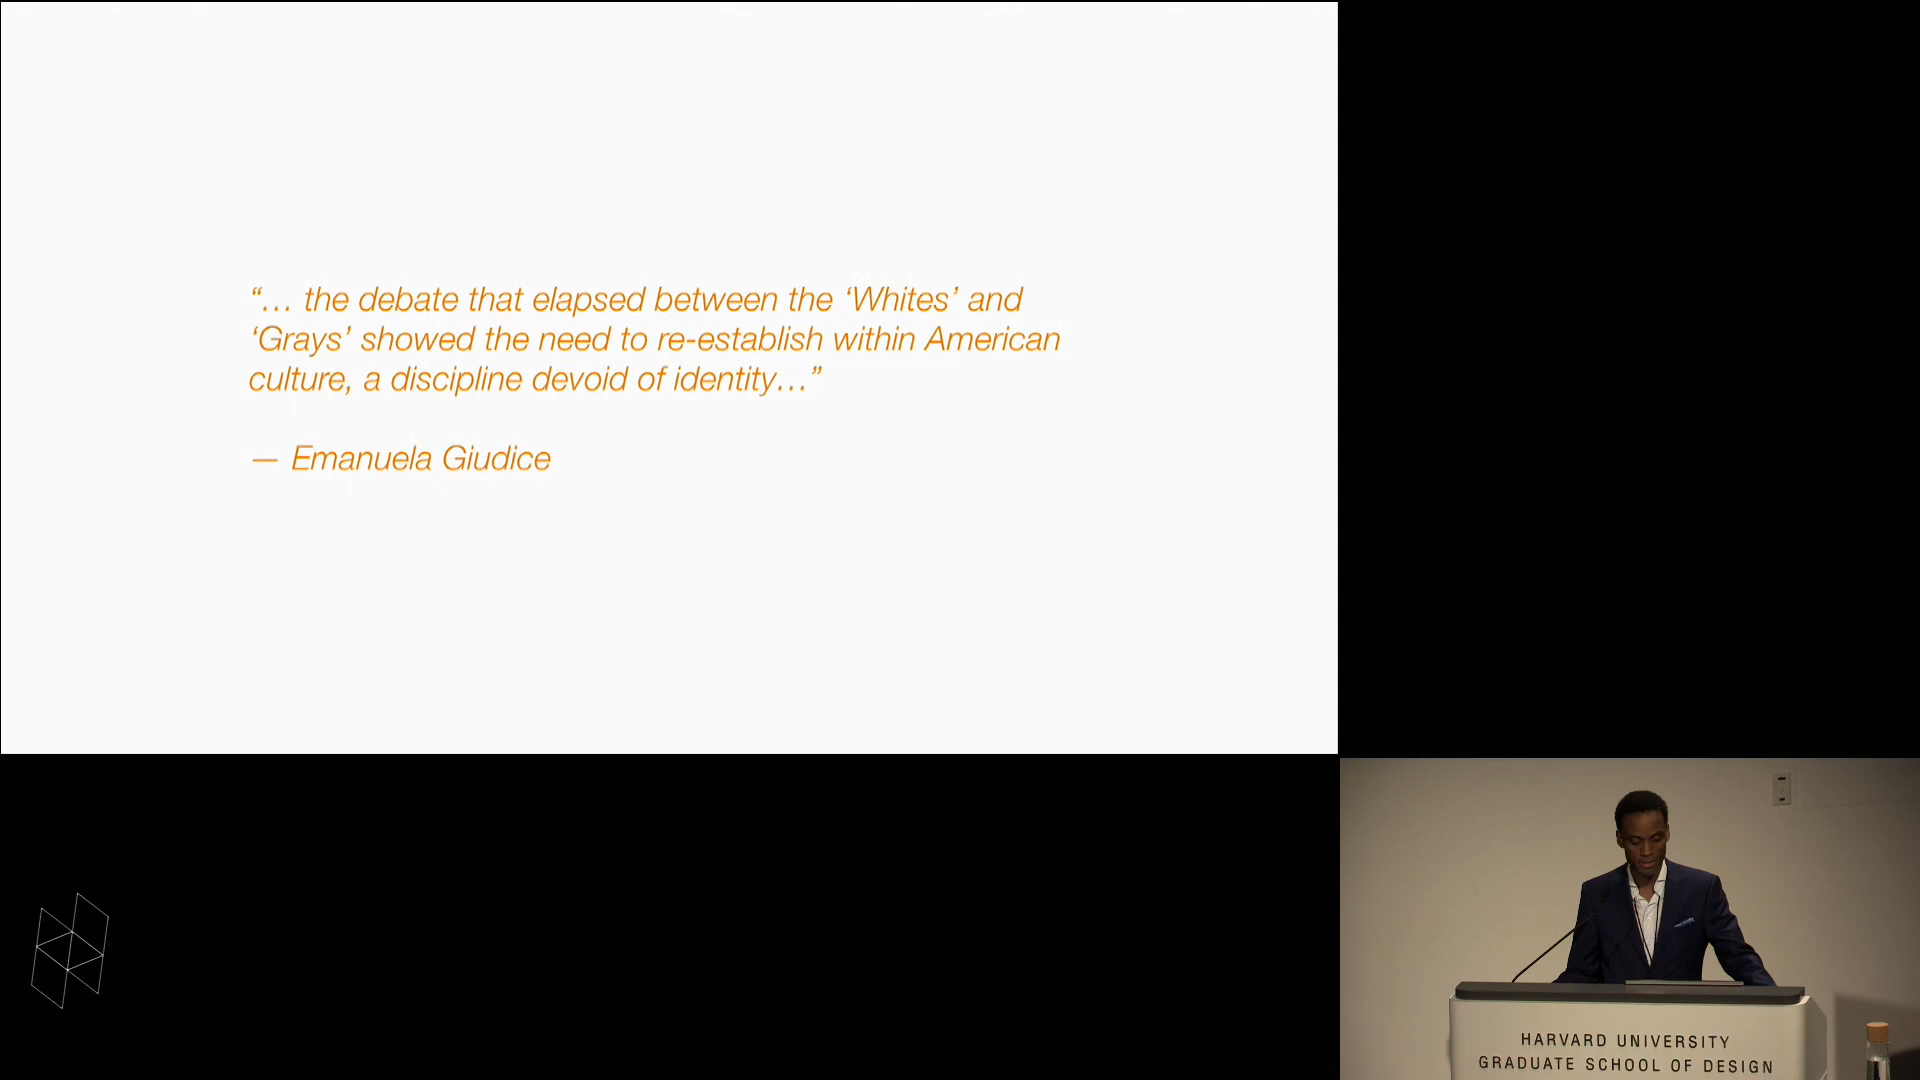 “… the debate that elapsed between the ‘Whites’ and
‘Grays’ showed the need to re-establish within American
culture, a discipline devoid of identity…”
— Emanuela Giudice
HARVARD UNIVERSITY
GRADUATE SCHOOL OF DESIGN